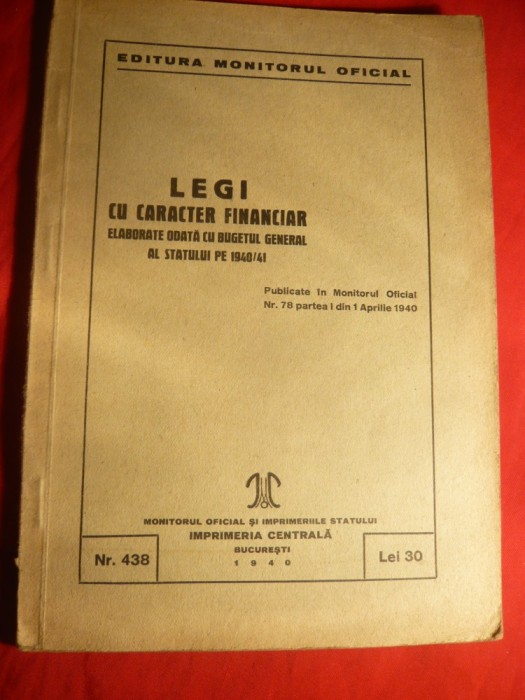 EDITURA MONITORUL OFICIAL
LEGI
CU CARACTER FINANCIAR
ELABORATE ODATĂ CU BUGETUL GENERAL
AL STATULUI PE 1940/41
Publicate în Monitorul Oficial
Nr. 78 partea I din 1 Aprilie 1940
MONITORUL OFICIAL ȘI IMPRIMERIILE STATULUI
IMPRIMERIA CENTRALĂ
BUCUREȘTI
1940
Nr. 438
Lei 30